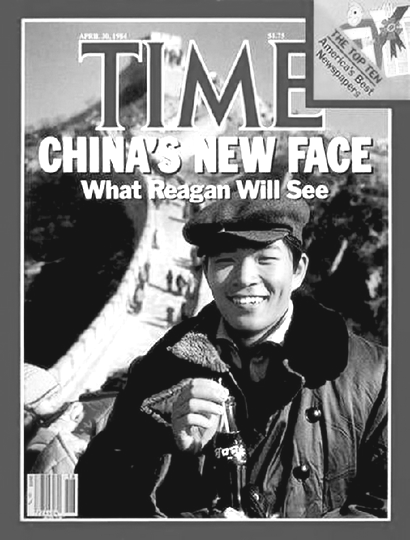 APRIL 30, 1984
$1.75
TIME
THE TOP TEN
America's Best
Newspapers
CHINA'S NEW FACE
What Reagan Will See